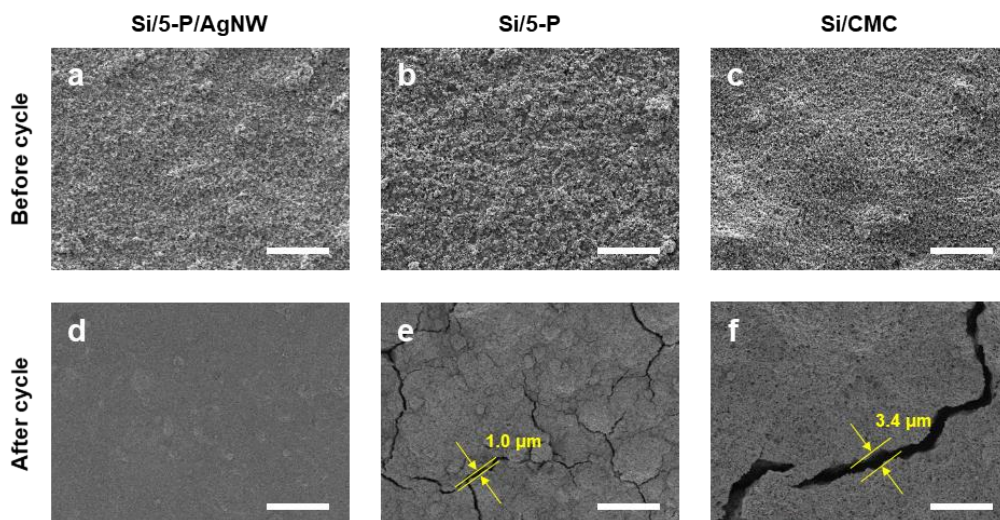 Si/5-P/AgNW
Si/5-P
Si/CMC
Before cycle
a
b
c
After cycle
d
e
f
1.0 μm
3.4 μm